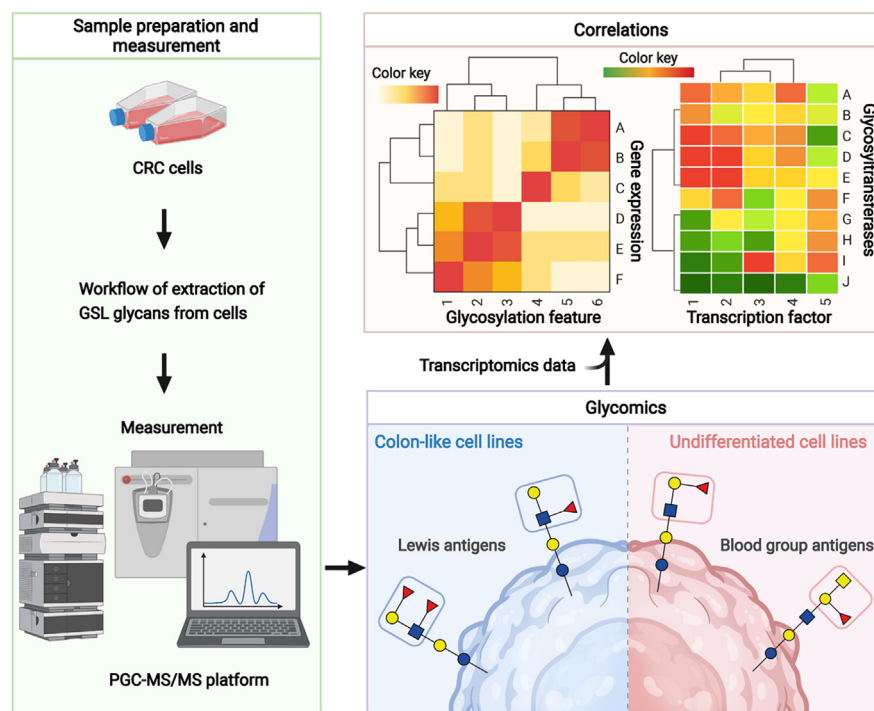 Sample preparation and
measurement
CRC cells
Workflow of extraction of
GSL glycans from cells
Measurement
PGC-MS/MS platform
Correlations
Color key
Color key
A
B
C
D
E
F
Gene expression
1 2 3 4 5 6
Glycosylation feature
A
B
C
D
E
F
G
H
I
J
Glycosyltransferases
1 2 3 4 5
Transcription factor
Transcriptomics data
Glycomics
Colon-like cell lines
Undifferentiated cell lines
Lewis antigens
Blood group antigens